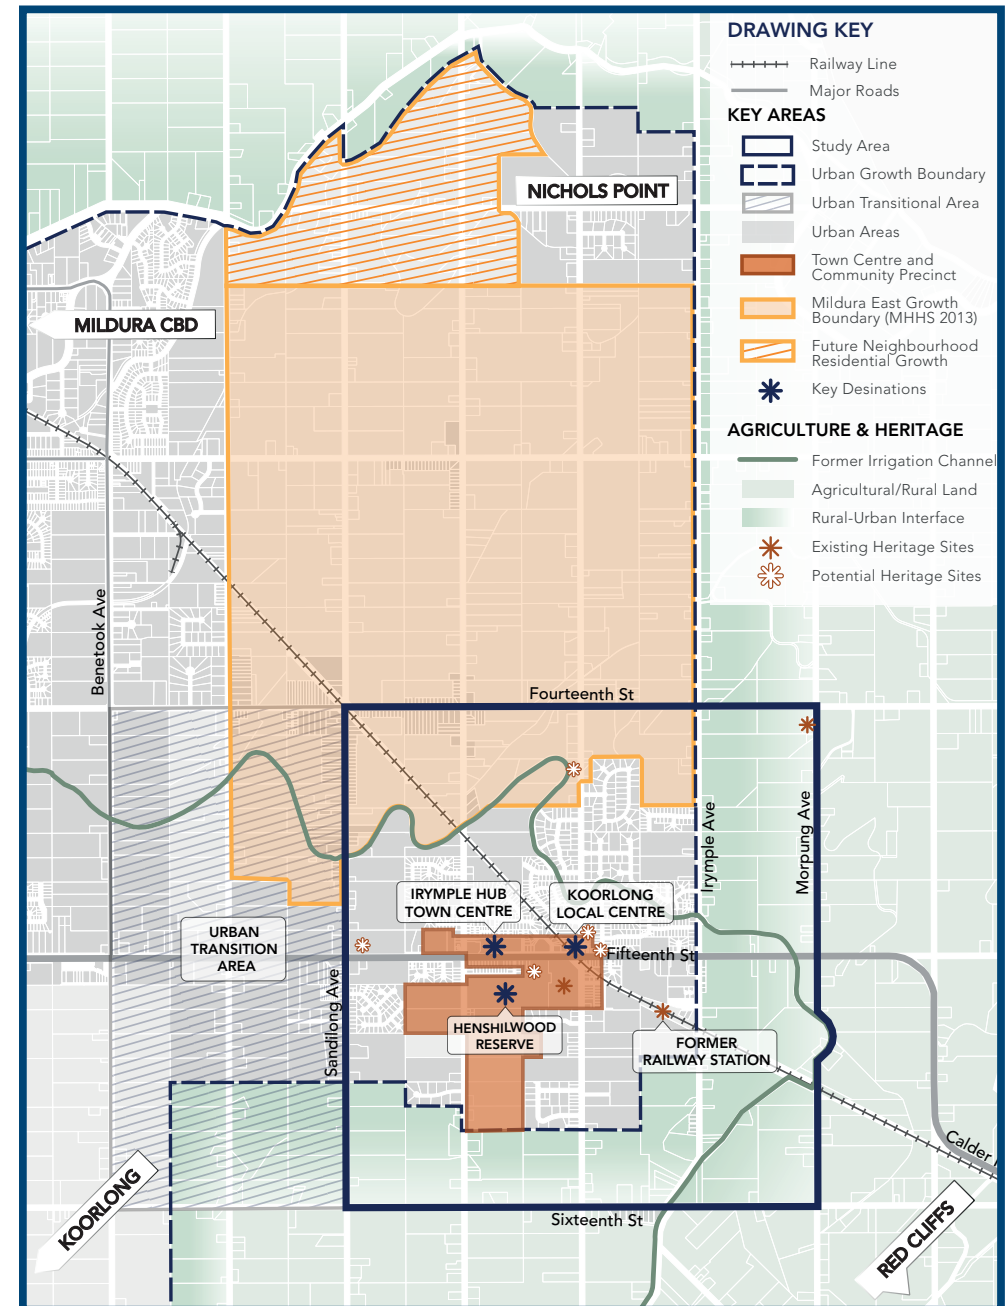 DRAWING KEY
Railway Line
Major Roads
KEY AREAS
Study Area
Urban Growth Boundary
Urban Transitional Area
Urban Areas
Town Centre and
Community Precinct
Mildura East Growth
Boundary (MHHS 2013)
Future Neighbourhood
Residential Growth
Key Desinations
AGRICULTURE & HERITAGE
Former Irrigation Channel
Agricultural/Rural Land
Rural-Urban Interface
Existing Heritage Sites
Potential Heritage Sites
NICHOLS POINT
MILDURA CBD
Benetook Ave
Fourteenth St
Irymple Ave
Morpung Ave
IRYMPLE HUB
TOWN CENTRE
KOORLONG
LOCAL CENTRE
URBAN
TRANSITION
AREA
Fifteenth St
Sandilong Ave
HENSHILWOOD
RESERVE
FORMER
RAILWAY STATION
Calder
KOORLONG
Sixteenth St
RED CLIFFS